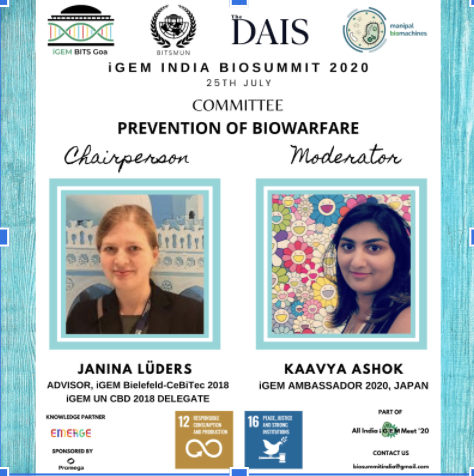 iGEM BITS Goa
BITSMUN
The
DAIS
manipal
biomachines
iGEM INDIA BIOSUMMIT 2020
25TH JULY
COMMITTEE
PREVENTION OF BIOWARFARE
Chairperson
Moderator
JANINA LÜDERS
ADVISOR, iGEM Bielefeld-CeBiTec 2018
iGEM UN CBD 2018 DELEGATE
KAAVYA ASHOK
iGEM AMBASSADOR 2020, JAPAN
KNOWLEDGE PARTNER
EMERGE
SPONSORED BY
Promega
12 RESPONSIBLE
CONSUMPTION
AND PRODUCTION
16 PEACE, JUSTICE
AND STRONG
INSTITUTIONS
PART OF
All India iGEM Meet '20
CONTACT US
biosummitindia@gmail.com